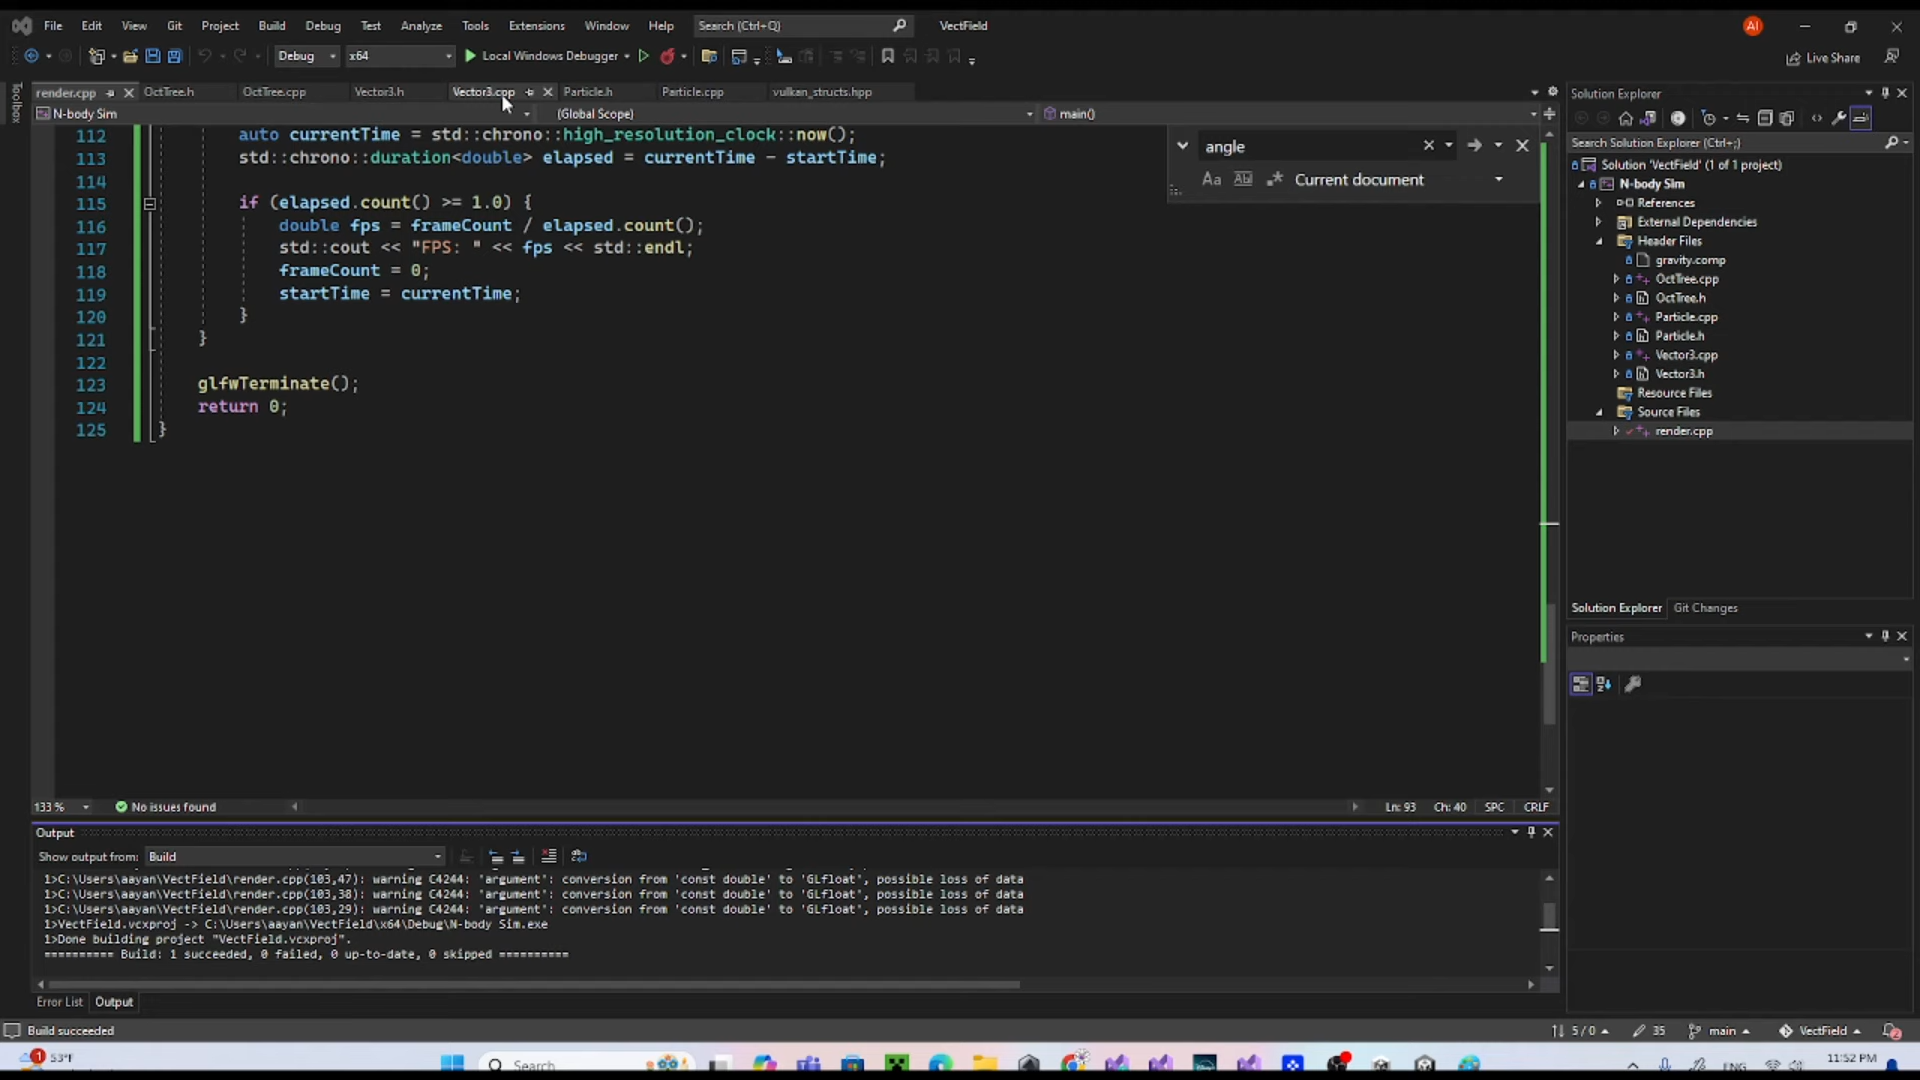 File Edit View Git Project Build Debug Test Analyze Tools Extensions Window Help Search (Ctrl+Q) VectField AI
Debug x64 Local Windows Debugger Live Share
Toolbox
render.cpp OctTree.h OctTree.cpp Vector3.h Vector3.cpp Particle.h Particle.cpp vulkan_structs.hpp
N-body Sim (Global Scope) main()
angle
Aa Current document
112 auto currentTime = std::chrono::high_resolution_clock::now();
113 std::chrono::duration<double> elapsed = currentTime - startTime;
114
115 if (elapsed.count() >= 1.0) {
116 double fps = frameCount / elapsed.count();
117 std::cout << "FPS: " << fps << std::endl;
118 frameCount = 0;
119 startTime = currentTime;
120 }
121 }
122
123 glfwTerminate();
124 return 0;
125 }
133 % No issues found Ln: 93 Ch: 40 SPC CRLF
Output
Show output from: Build
1>C:\Users\aayan\VectField\render.cpp(103,47): warning C4244: 'argument': conversion from 'const double' to 'GLfloat', possible loss of data
1>C:\Users\aayan\VectField\render.cpp(103,38): warning C4244: 'argument': conversion from 'const double' to 'GLfloat', possible loss of data
1>C:\Users\aayan\VectField\render.cpp(103,29): warning C4244: 'argument': conversion from 'const double' to 'GLfloat', possible loss of data
1>VectField.vcxproj -> C:\Users\aayan\VectField\x64\Debug\N-body Sim.exe
1>Done building project "VectField.vcxproj".
========== Build: 1 succeeded, 0 failed, 0 up-to-date, 0 skipped ==========
Error List Output
Solution Explorer
Search Solution Explorer (Ctrl+;)
Solution 'VectField' (1 of 1 project)
N-body Sim
References
External Dependencies
Header Files
gravity.comp
OctTree.cpp
OctTree.h
Particle.cpp
Particle.h
Vector3.cpp
Vector3.h
Resource Files
Source Files
render.cpp
Solution Explorer Git Changes
Properties
Build succeeded 5 / 0 35 main VectField 2
1 53°F Search ENG 11:52 PM